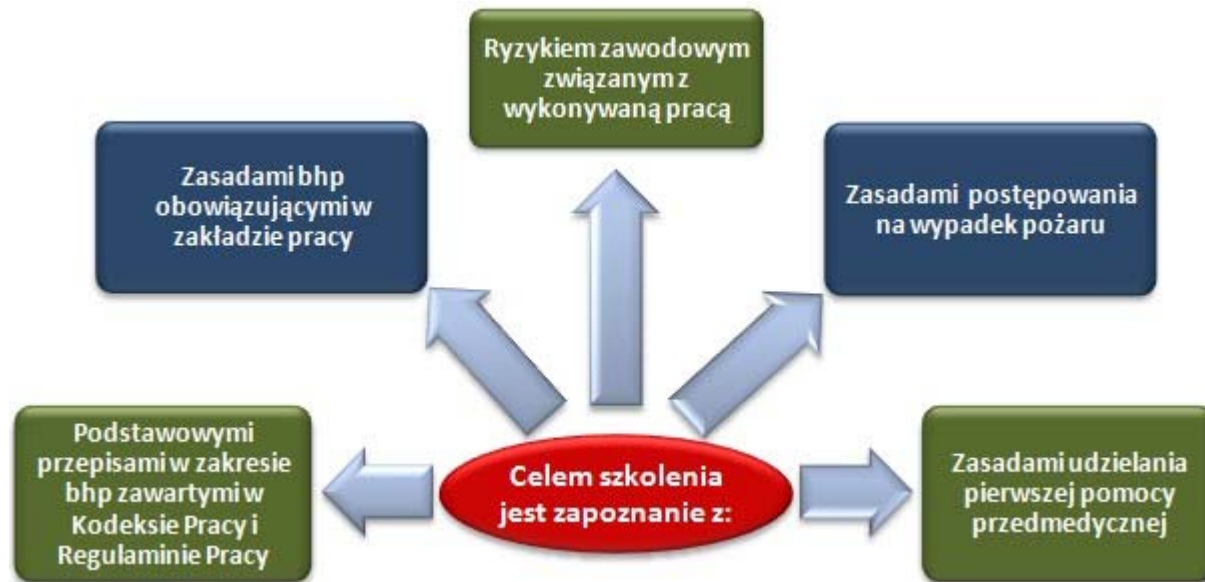 Ryzykiem zawodowym
związanym z
wykonywaną pracą
Zasadami bhp
obowiązującymi w
zakładzie pracy
Zasadami postępowania
na wypadek pożaru
Podstawowymi
przepisami w zakresie
bhp zawartymi w
Kodeksie Pracy i
Regulaminie Pracy
Celem szkolenia
jest zapoznanie z:
Zasadami udzielania
pierwszej pomocy
przedmedycznej